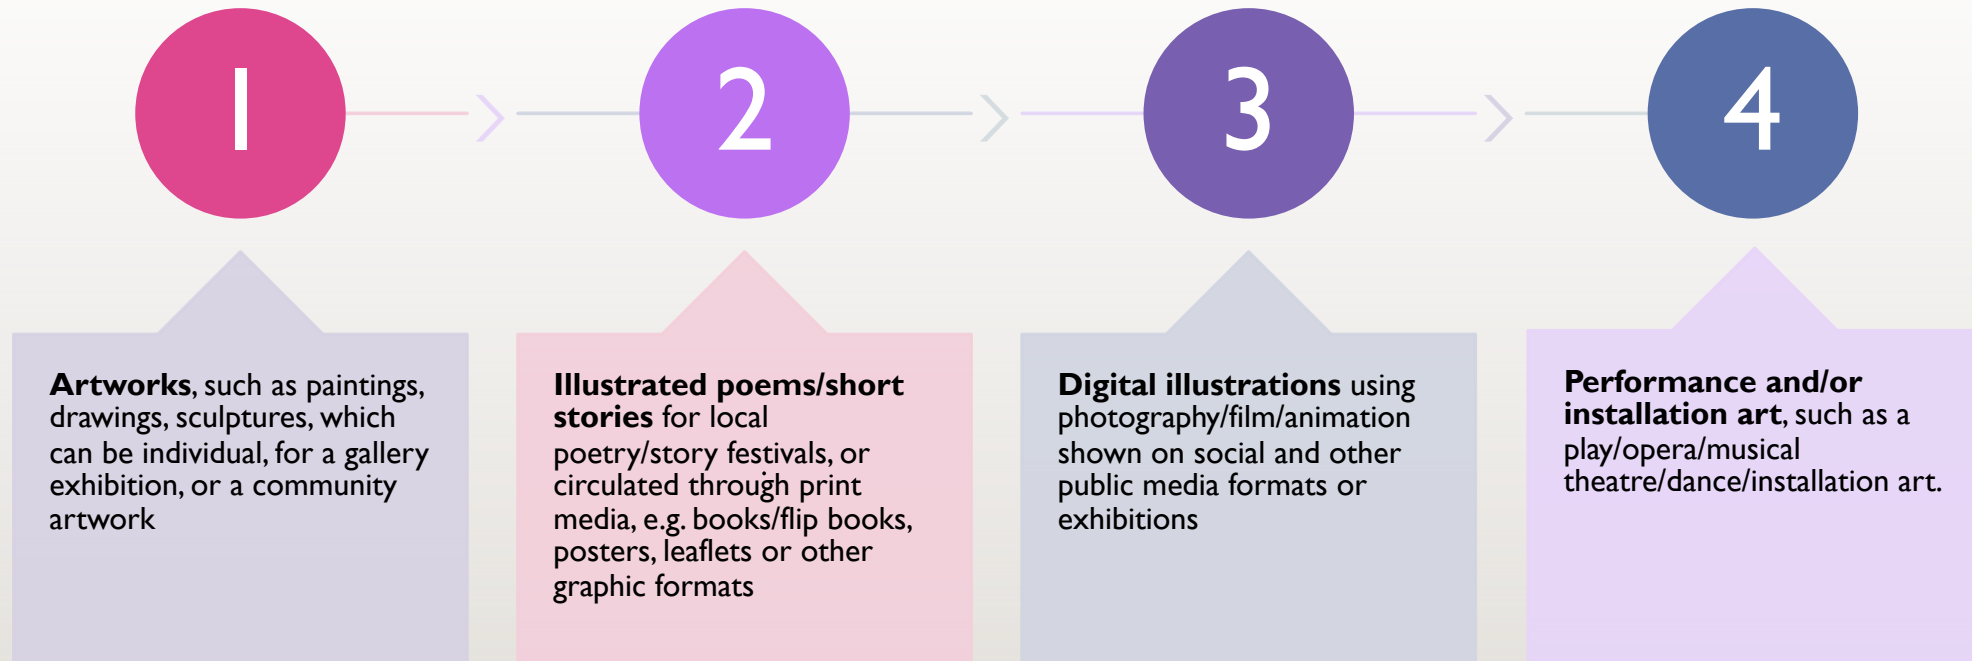 1
2
3
4
Artworks, such as paintings,
drawings, sculptures, which
can be individual, for a gallery
exhibition, or a community
artwork
Illustrated poems/short
stories for local
poetry/story festivals, or
circulated through print
media, e.g. books/flip books,
posters, leaflets or other
graphic formats
Digital illustrations using
photography/film/animation
shown on social and other
public media formats or
exhibitions
Performance and/or
installation art, such as a
play/opera/musical
theatre/dance/installation art.